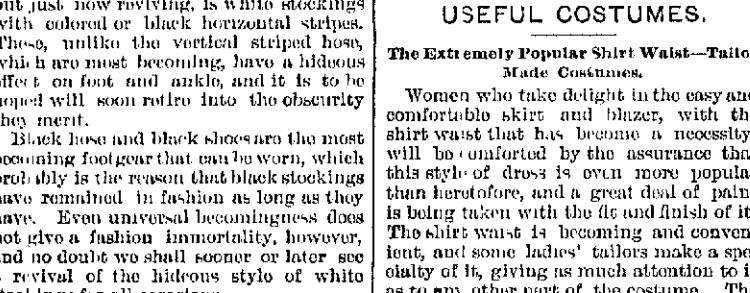 but just now reviving, is white stockings
with colored or black horizontal stripes.
These, unlike the vertical striped hose,
which are most becoming, have a hideous
effect on foot and ankle, and it is to be
hoped will soon retire into the obscurity
they merit.
Black hose and black shoes are the most
becoming footgear that can be worn, which
probably is the reason that black stockings
have remained in fashion as long as they
have. Even universal becomingness does
not give a fashion immortality, however,
and no doubt we shall sooner or later see
a revival of the hideous style of white
USEFUL COSTUMES.
The Extremely Popular Shirt Waist—Tailo
Made Costumes.
Women who take delight in the easy and
comfortable skirt and blazer, with th
shirt waist that has become a necessity
will be comforted by the assurance tha
this style of dress is even more popula
than heretofore, and a great deal of pain
is being taken with the fit and finish of it
The shirt waist is becoming and conven
ient, and some ladies' tailors make a spe
cialty of it, giving as much attention to i
as to any other part of the costume. Th